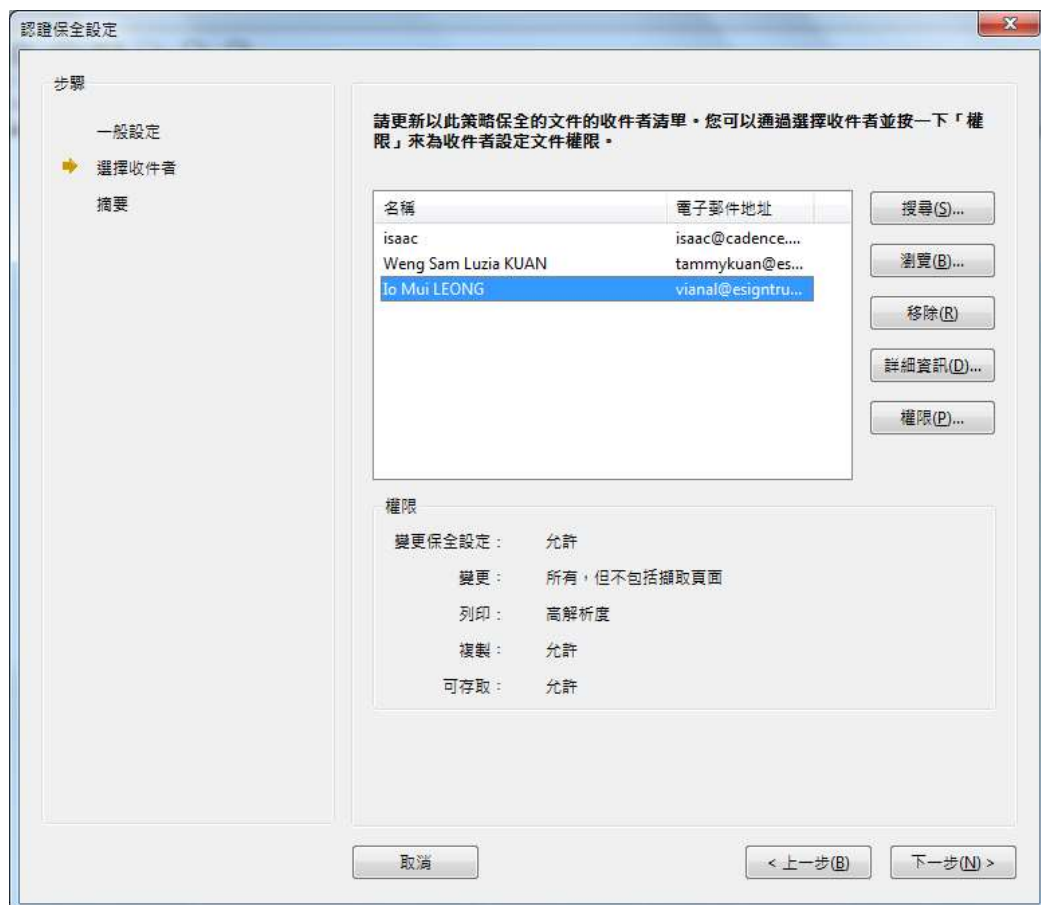 認證保全設定
步驟
一般設定
選擇收件者
摘要
請更新以此策略保全的文件的收件者清單。您可以通過選擇收件者並按一下「權
限」來為收件者設定文件權限。
名稱 電子郵件地址
isaac isaac@cadence....
Weng Sam Luzia KUAN tammykuan@es...
Io Mui LEONG vianal@esigntru...
搜尋(S)...
瀏覽(B)...
移除(R)
詳細資訊(D)...
權限(P)...
權限
變更保全設定： 允許
變更： 所有，但不包括擷取頁面
列印： 高解析度
複製： 允許
可存取： 允許
取消
< 上一步(B)
下一步(N) >